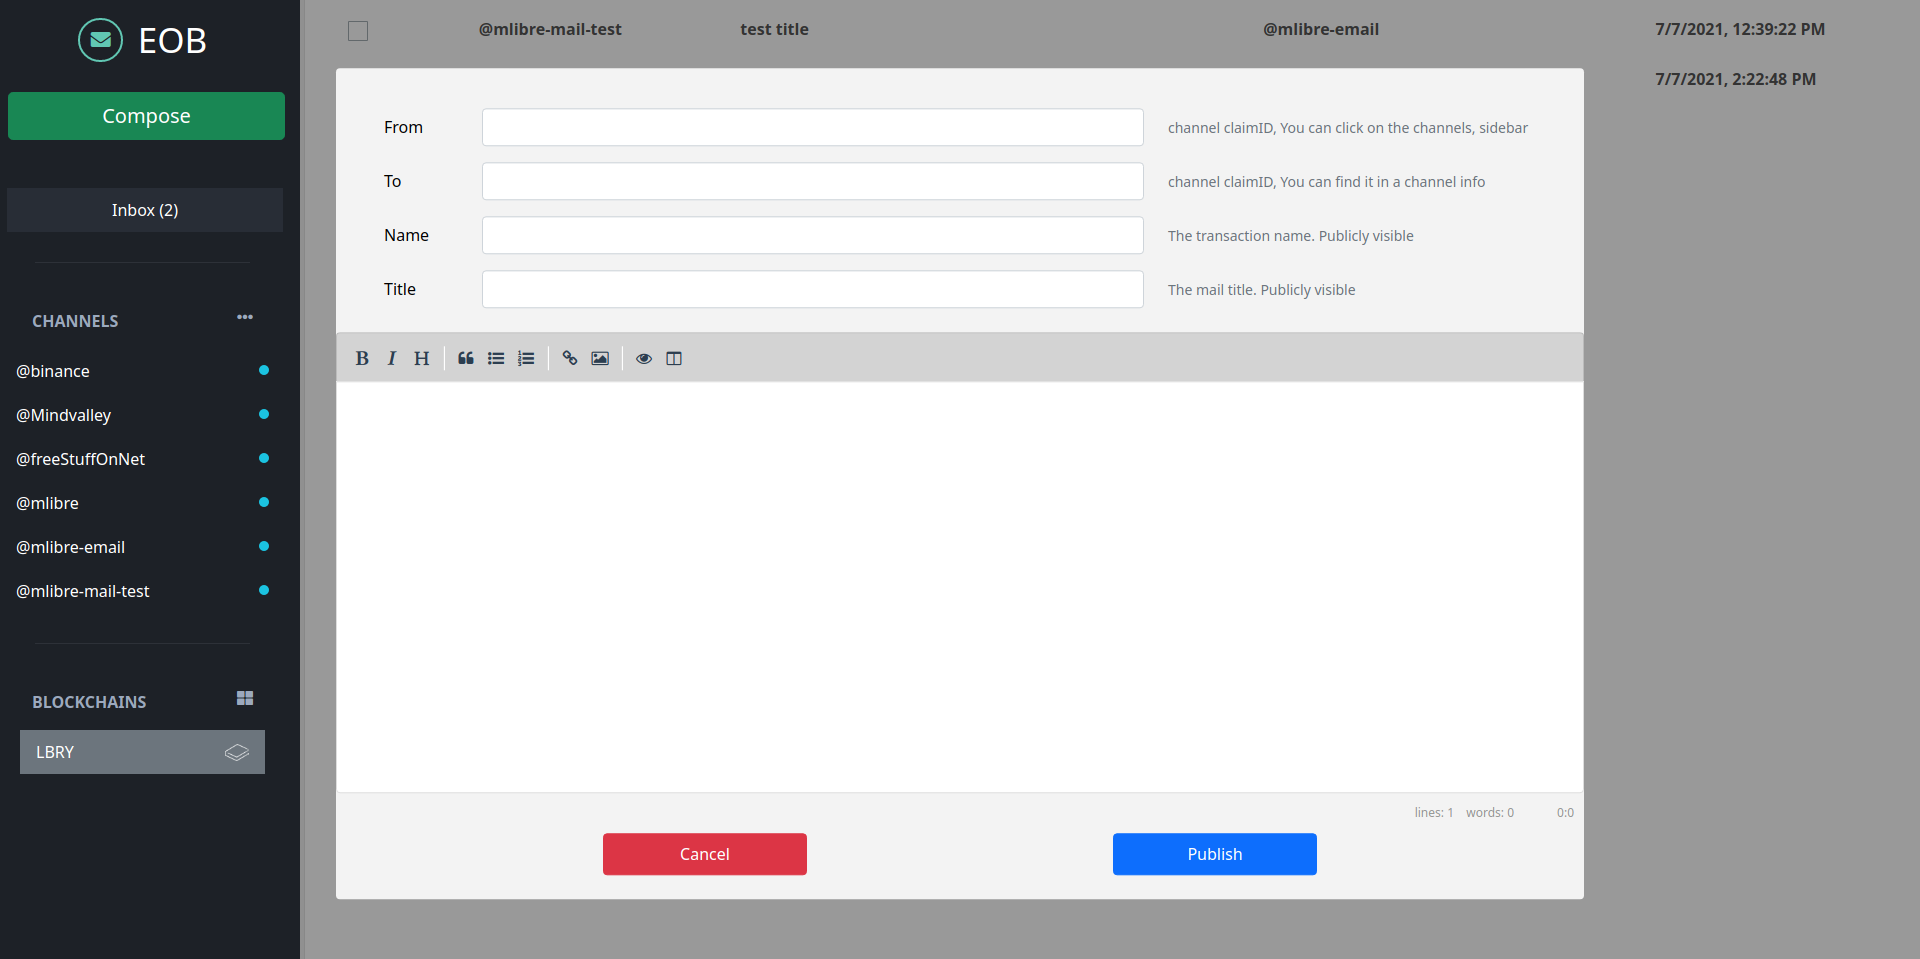 EOB
Compose
Inbox (2)
CHANNELS
@binance
@Mindvalley
@freeStuffOnNet
@mlibre
@mlibre-email
@mlibre-mail-test
BLOCKCHAINS
LBRY
@mlibre-mail-test test title @mlibre-email 7/7/2021, 12:39:22 PM
7/7/2021, 2:22:48 PM
From channel claimID, You can click on the channels, sidebar
To channel claimID, You can find it in a channel info
Name The transaction name. Publicly visible
Title The mail title. Publicly visible
B I H
lines: 1 words: 0 0:0
Cancel Publish